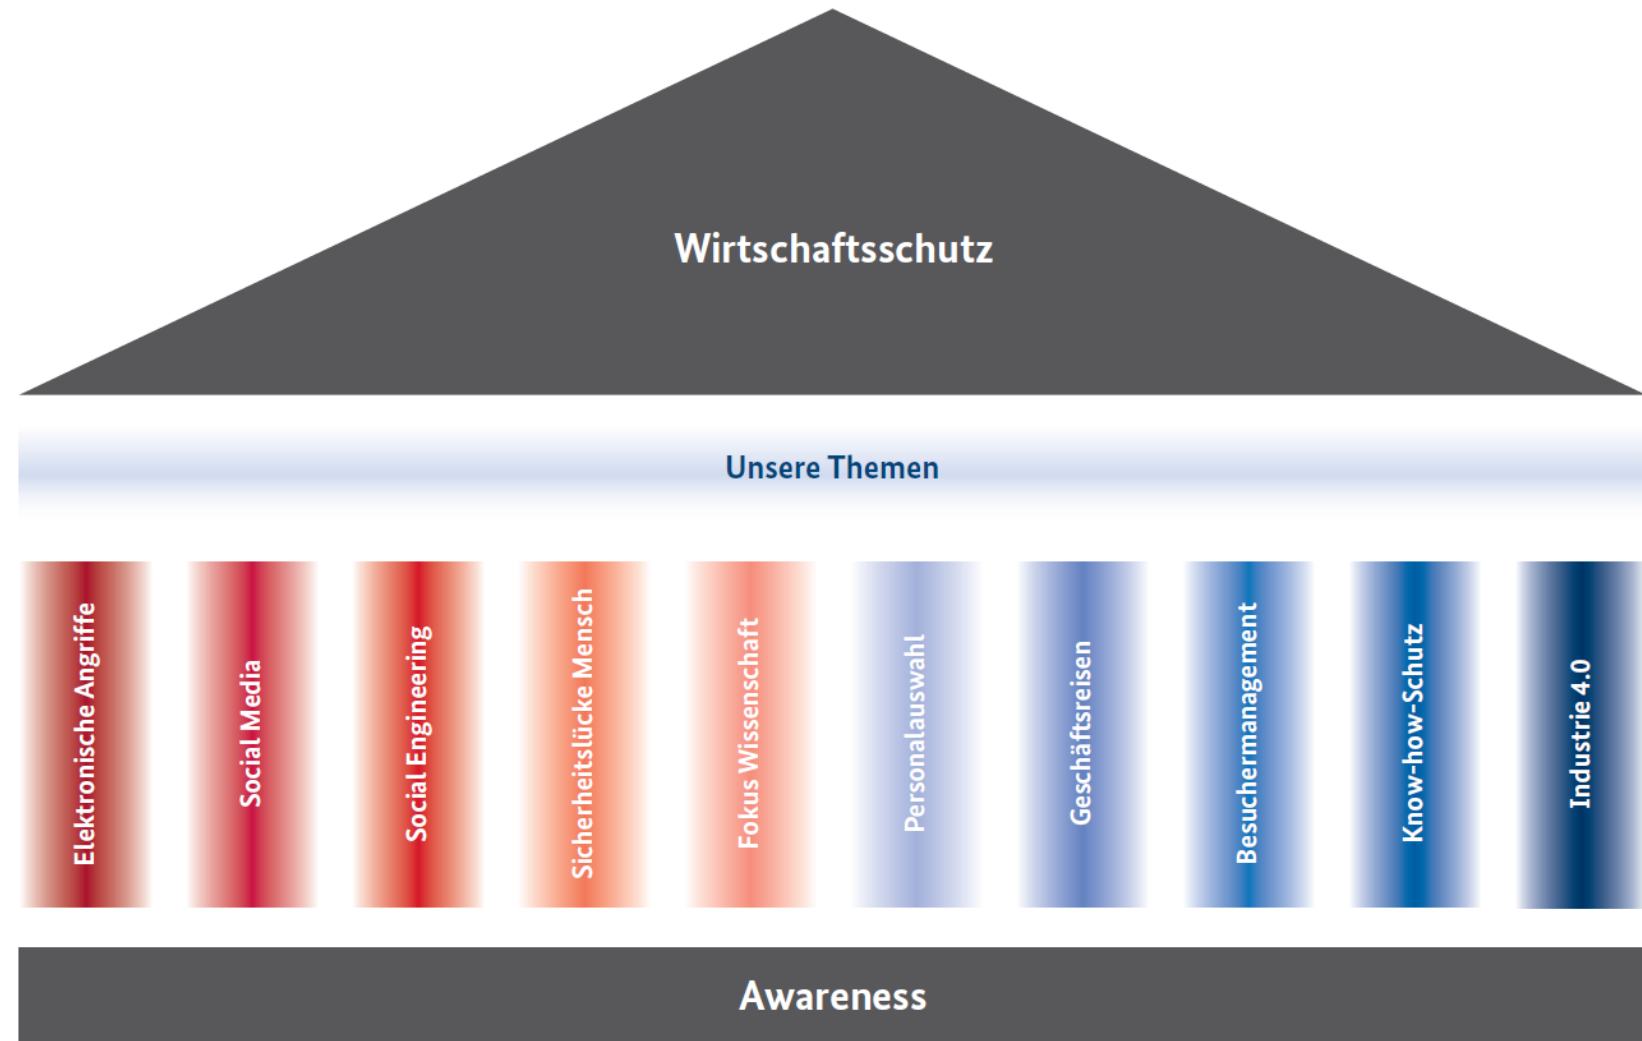 Wirtschaftsschutz
Unsere Themen
Elektronische Angriffe
Social Media
Social Engineering
Sicherheitslücke Mensch
Fokus Wissenschaft
Personalauswahl
Geschäftsreisen
Besuchermanagement
Know-how-Schutz
Industrie 4.0
Awareness